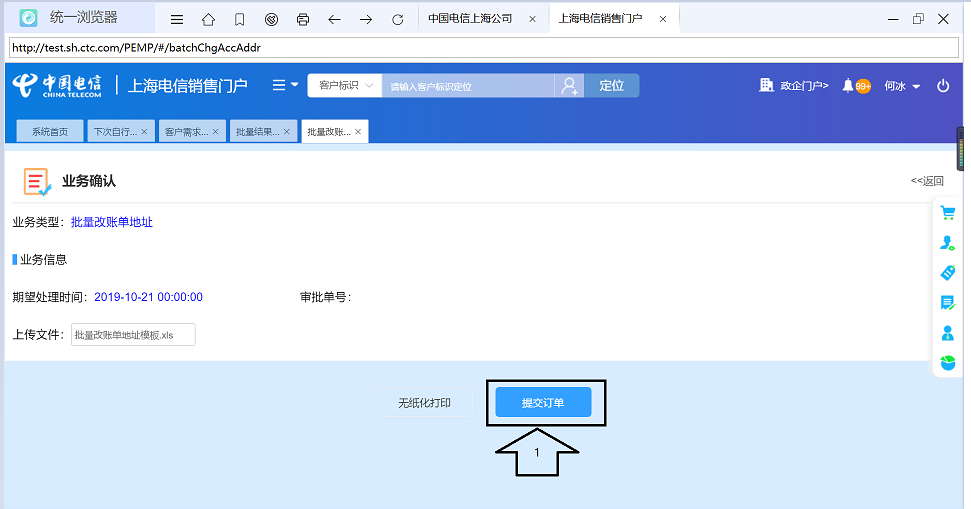 统一浏览器
中国电信上海公司
上海电信销售门户
http://test.sh.ctc.com/PEMP/#/batchChgAccAddr
中国电信
CHINA TELECOM
上海电信销售门户
客户标识
请输入客户标识定位
定位
政企门户>
99+
何冰
系统首页
下次自行...
客户需求...
批量结果...
批量改账...
业务确认
<<返回
业务类型：批量改账单地址
业务信息
期望处理时间：2019-10-21 00:00:00
审批单号：
上传文件：批量改账单地址模板.xls
无纸化打印
提交订单
1